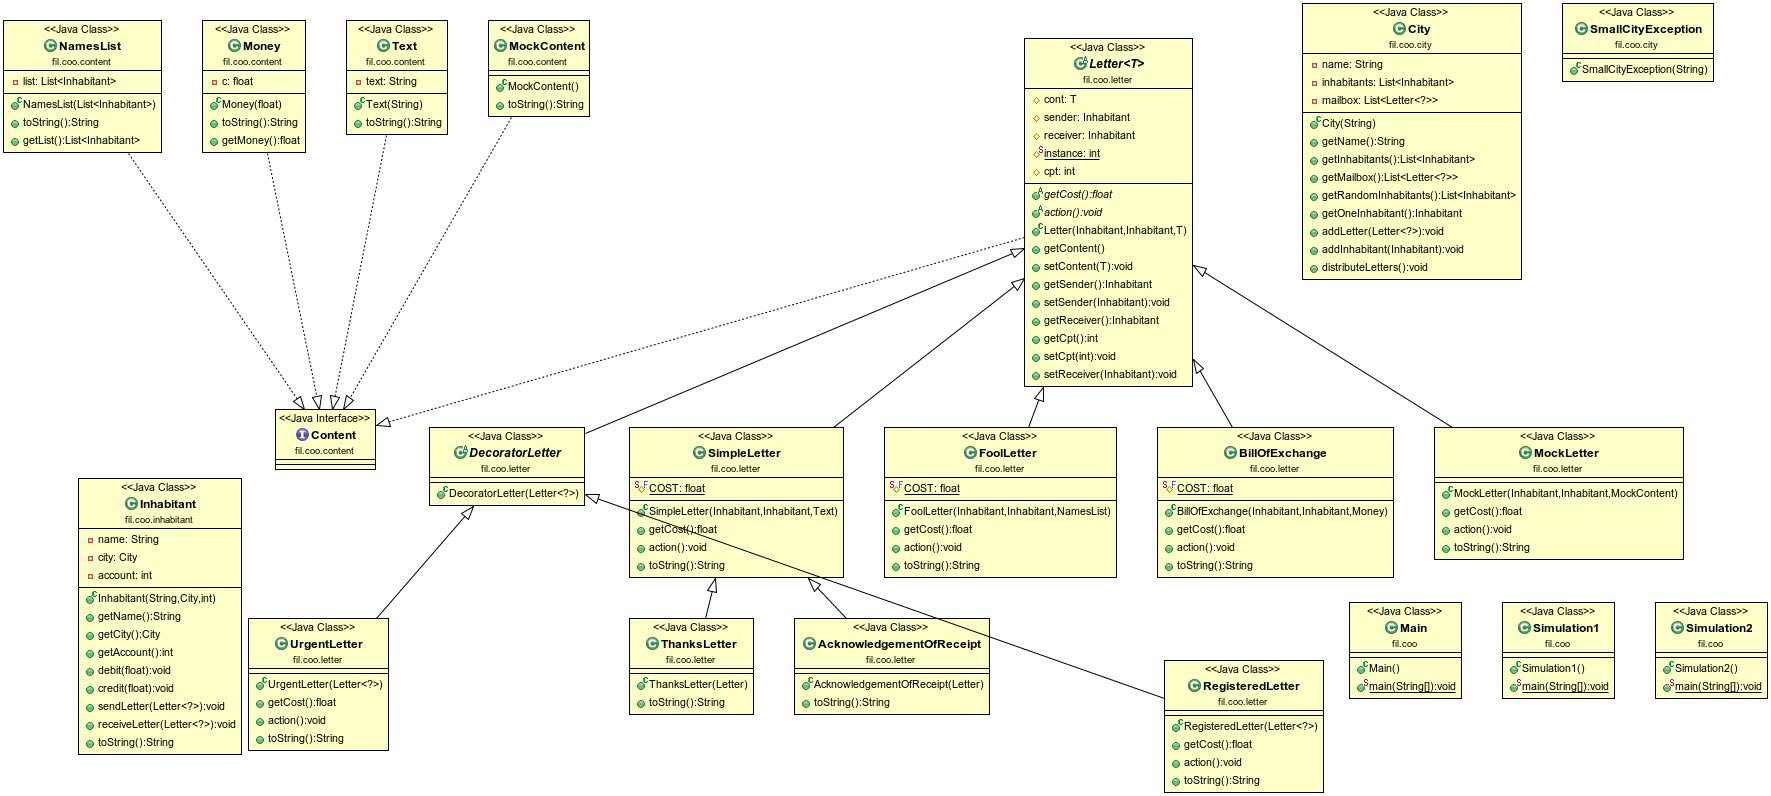 <<Java Class>>
NamesList
fil.coo.content
list: List<Inhabitant>
NamesList(List<Inhabitant>)
toString():String
getList():List<Inhabitant>
<<Java Class>>
Money
fil.coo.content
c: float
Money(float)
toString():String
getMoney():float
<<Java Class>>
Text
fil.coo.content
text: String
Text(String)
toString():String
<<Java Class>>
MockContent
fil.coo.content
MockContent()
toString():String
<<Java Class>>
Letter<T>
fil.coo.letter
cont: T
sender: Inhabitant
receiver: Inhabitant
instance: int
cpt: int
getCost():float
action():void
Letter(Inhabitant,Inhabitant,T)
getContent()
setContent(T):void
getSender():Inhabitant
setSender(Inhabitant):void
getReceiver():Inhabitant
getCpt():int
setCpt(int):void
setReceiver(Inhabitant):void
<<Java Class>>
City
fil.coo.city
name: String
inhabitants: List<Inhabitant>
mailbox: List<Letter<?>>
City(String)
getName():String
getInhabitants():List<Inhabitant>
getMailbox():List<Letter<?>>
getRandomInhabitants():List<Inhabitant>
getOneInhabitant():Inhabitant
addLetter(Letter<?>):void
addInhabitant(Inhabitant):void
distributeLetters():void
<<Java Class>>
SmallCityException
fil.coo.city
SmallCityException(String)
<<Java Interface>>
Content
fil.coo.content
<<Java Class>>
DecoratorLetter
fil.coo.letter
DecoratorLetter(Letter<?>)
<<Java Class>>
SimpleLetter
fil.coo.letter
COST: float
SimpleLetter(Inhabitant,Inhabitant,Text)
getCost():float
action():void
toString():String
<<Java Class>>
FoolLetter
fil.coo.letter
COST: float
FoolLetter(Inhabitant,Inhabitant,NamesList)
getCost():float
action():void
toString():String
<<Java Class>>
BillOfExchange
fil.coo.letter
COST: float
BillOfExchange(Inhabitant,Inhabitant,Money)
getCost():float
action():void
toString():String
<<Java Class>>
MockLetter
fil.coo.letter
MockLetter(Inhabitant,Inhabitant,MockContent)
getCost():float
action():void
toString():String
<<Java Class>>
Inhabitant
fil.coo.inhabitant
name: String
city: City
account: int
Inhabitant(String,City,int)
getName():String
getCity():City
getAccount():int
debit(float):void
credit(float):void
sendLetter(Letter<?>):void
receiveLetter(Letter<?>):void
toString():String
<<Java Class>>
UrgentLetter
fil.coo.letter
UrgentLetter(Letter<?>)
getCost():float
action():void
toString():String
<<Java Class>>
ThanksLetter
fil.coo.letter
ThanksLetter(Letter)
toString():String
<<Java Class>>
AcknowledgementOfReceipt
fil.coo.letter
AcknowledgementOfReceipt(Letter)
toString():String
<<Java Class>>
RegisteredLetter
fil.coo.letter
RegisteredLetter(Letter<?>)
getCost():float
action():void
toString():String
<<Java Class>>
Main
fil.coo
Main()
main(String[]):void
<<Java Class>>
Simulation1
fil.coo
Simulation1()
main(String[]):void
<<Java Class>>
Simulation2
fil.coo
Simulation2()
main(String[]):void